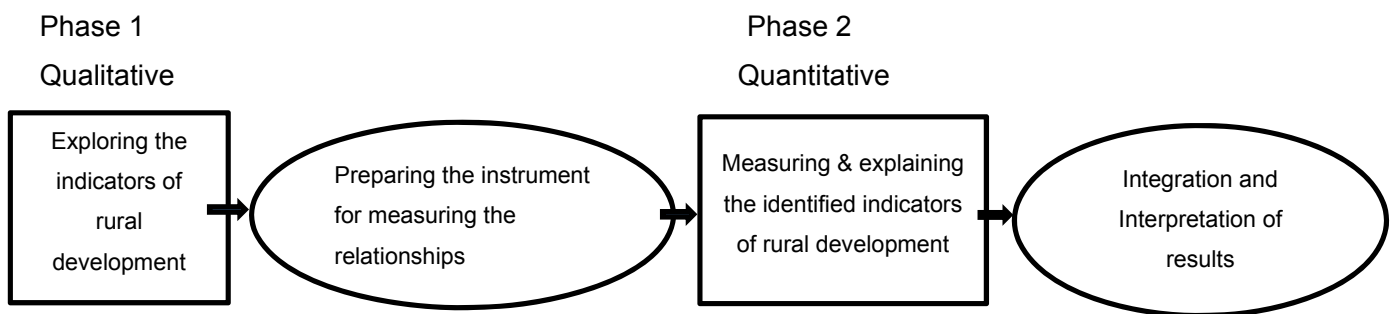 Phase 1
Qualitative
Exploring the
indicators of
rural
development
Preparing the instrument
for measuring the
relationships
Phase 2
Quantitative
Measuring & explaining
the identified indicators
of rural development
Integration and
Interpretation of
results